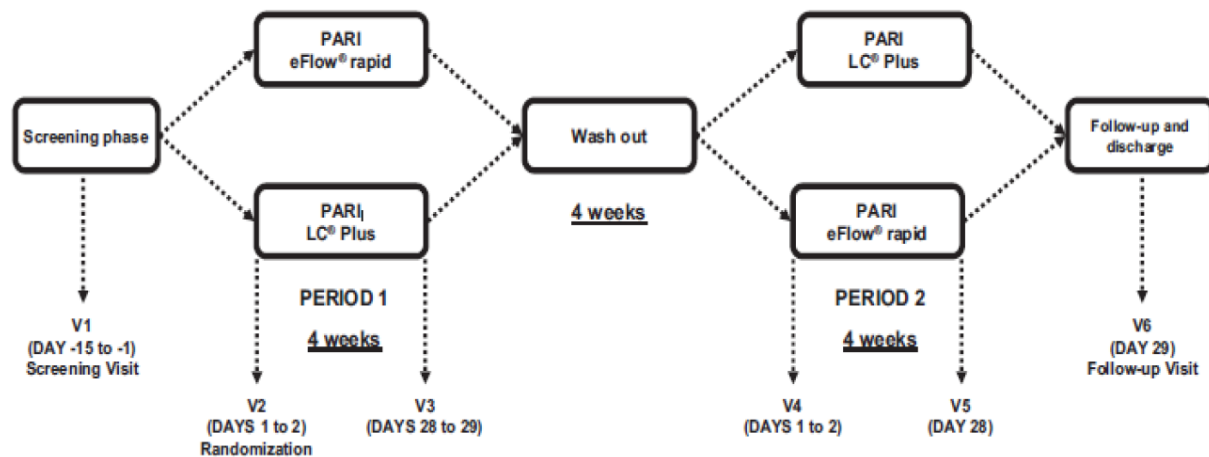 PARI
eFlow® rapid
PARI
LC® Plus
Screening phase
Wash out
Follow-up and
discharge
PARI
LC® Plus
4 weeks
PARI
eFlow® rapid
PERIOD 1
4 weeks
PERIOD 2
4 weeks
V1
(DAY -15 to -1)
Screening Visit
V6
(DAY 29)
Follow-up Visit
V2
(DAYS 1 to 2)
Randomization
V3
(DAYS 28 to 29)
V4
(DAYS 1 to 2)
V5
(DAY 28)